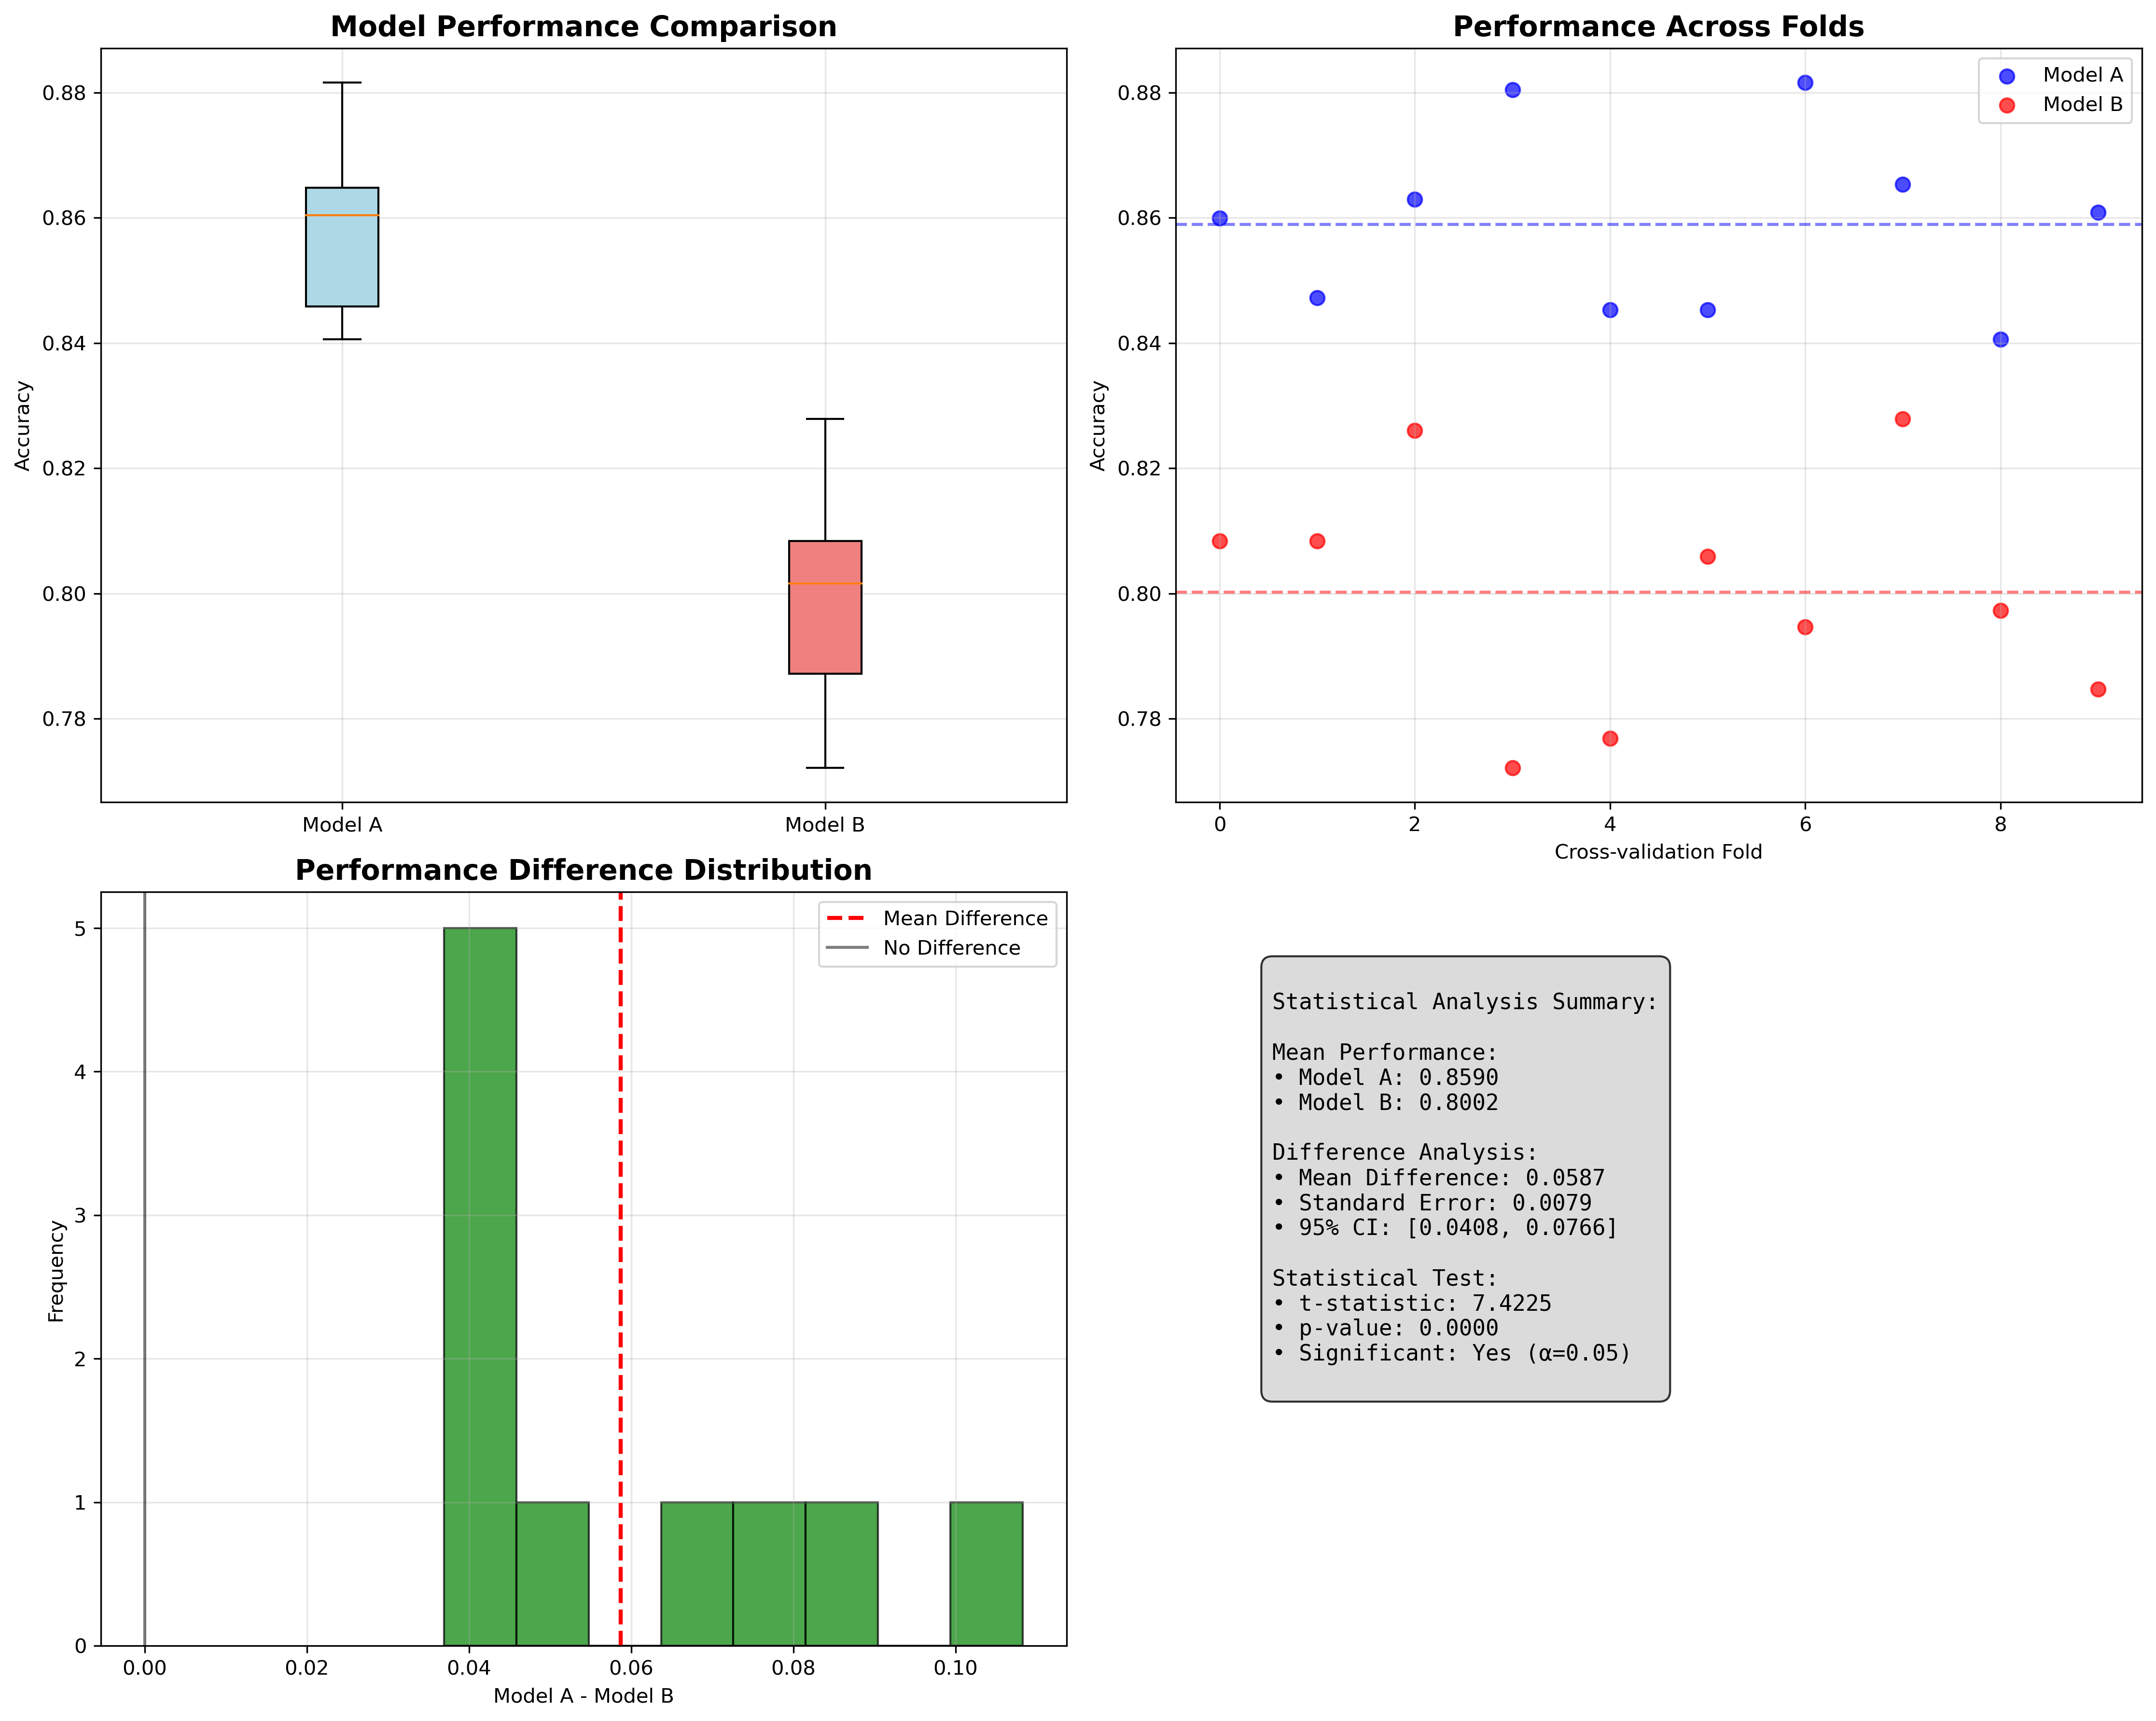 Model Performance Comparison
Accuracy
0.88
0.86
0.84
0.82
0.80
0.78
Model A
Model B
Performance Across Folds
Accuracy
0.88
0.86
0.84
0.82
0.80
0.78
Model A
Model B
0 2 4 6 8
Cross-validation Fold
Performance Difference Distribution
Frequency
5
4
3
2
1
0
Mean Difference
No Difference
0.00 0.02 0.04 0.06 0.08 0.10
Model A - Model B
Statistical Analysis Summary:
Mean Performance:
• Model A: 0.8590
• Model B: 0.8002
Difference Analysis:
• Mean Difference: 0.0587
• Standard Error: 0.0079
• 95% CI: [0.0408, 0.0766]
Statistical Test:
• t-statistic: 7.4225
• p-value: 0.0000
• Significant: Yes (α=0.05)